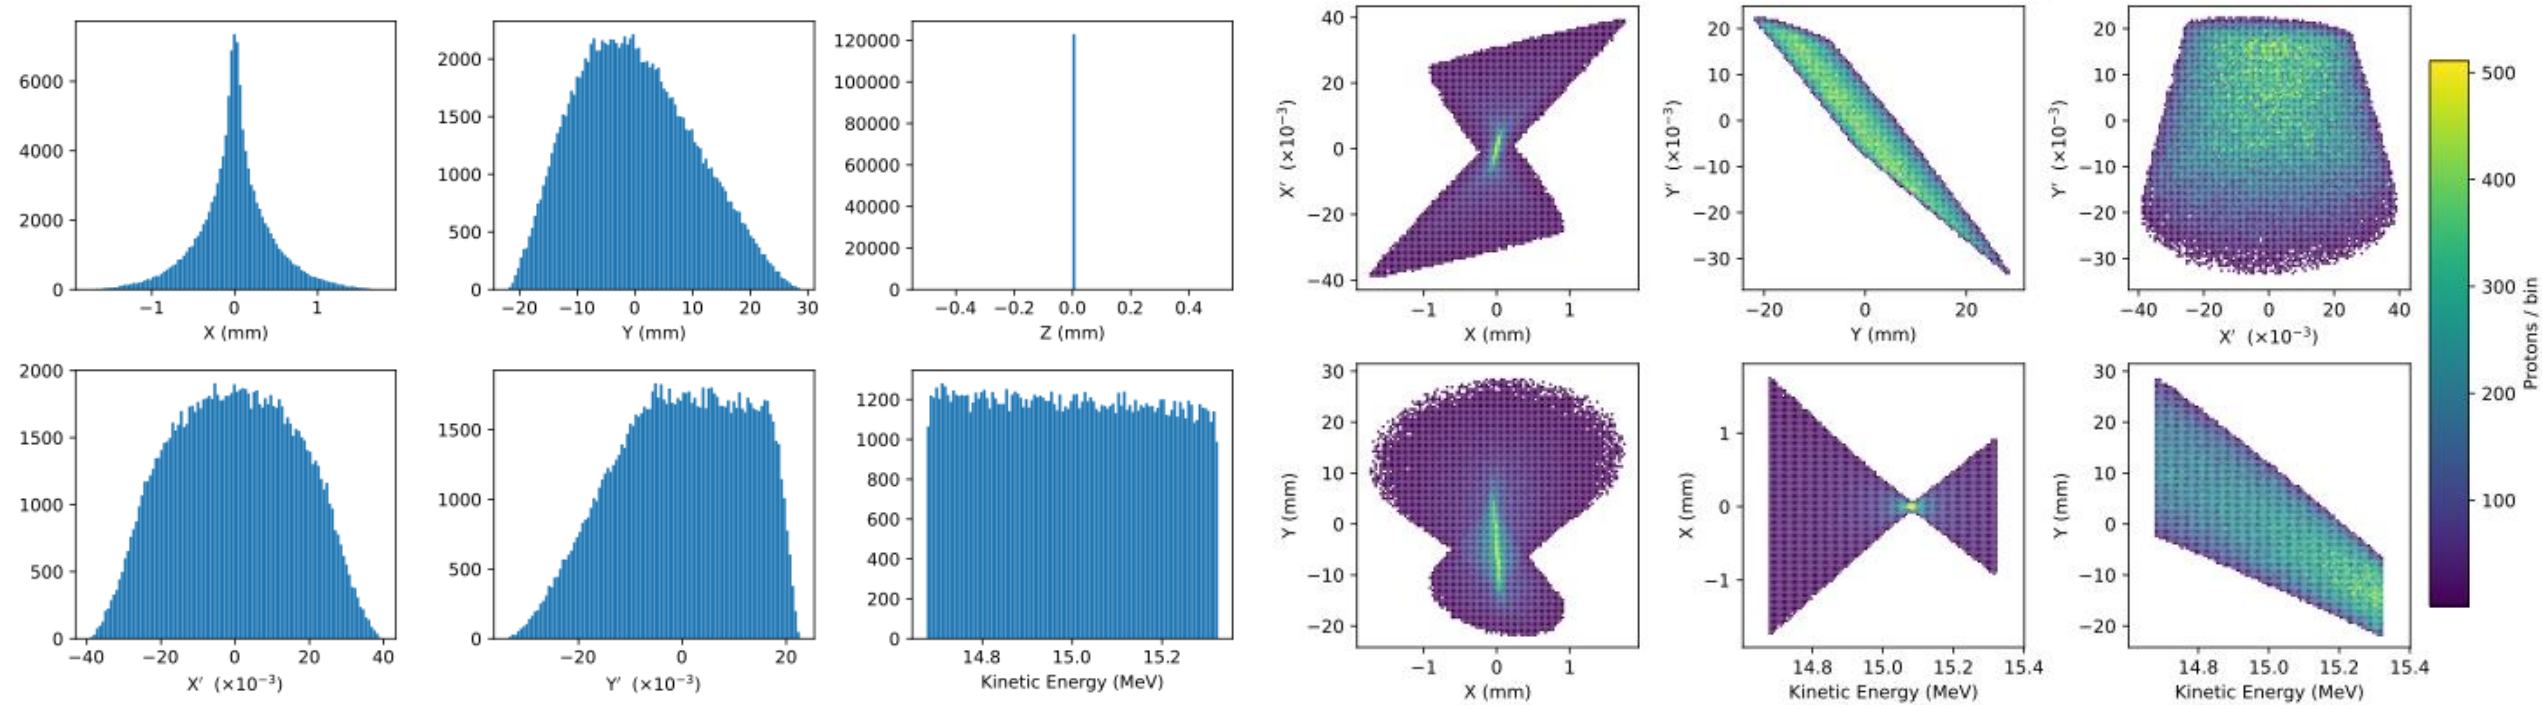 6000
4000
2000
0
−1 0 1
X (mm)
2000
1500
1000
500
0
−20 −10 0 10 20 30
Y (mm)
120000
100000
80000
60000
40000
20000
0
−0.4 −0.2 0.0 0.2 0.4
Z (mm)
40
20
0
−20
−40
X′ (×10⁻³)
−1 0 1
X (mm)
20
10
0
−10
−20
−30
Y′ (×10⁻³)
−20 0 20
Y (mm)
20
10
0
−10
−20
−30
Y′ (×10⁻³)
−40 −20 0 20 40
X′ (×10⁻³)
500
400
300
200
100
Protons / bin
2000
1500
1000
500
0
−40 −20 0 20 40
X′ (×10⁻³)
1500
1000
500
0
−20 0 20
Y′ (×10⁻³)
1200
1000
800
600
400
200
0
14.8 15.0 15.2
Kinetic Energy (MeV)
30
20
10
0
−10
−20
Y (mm)
−1 0 1
X (mm)
1
0
−1
X (mm)
14.8 15.0 15.2 15.4
Kinetic Energy (MeV)
30
20
10
0
−10
−20
Y (mm)
14.8 15.0 15.2 15.4
Kinetic Energy (MeV)